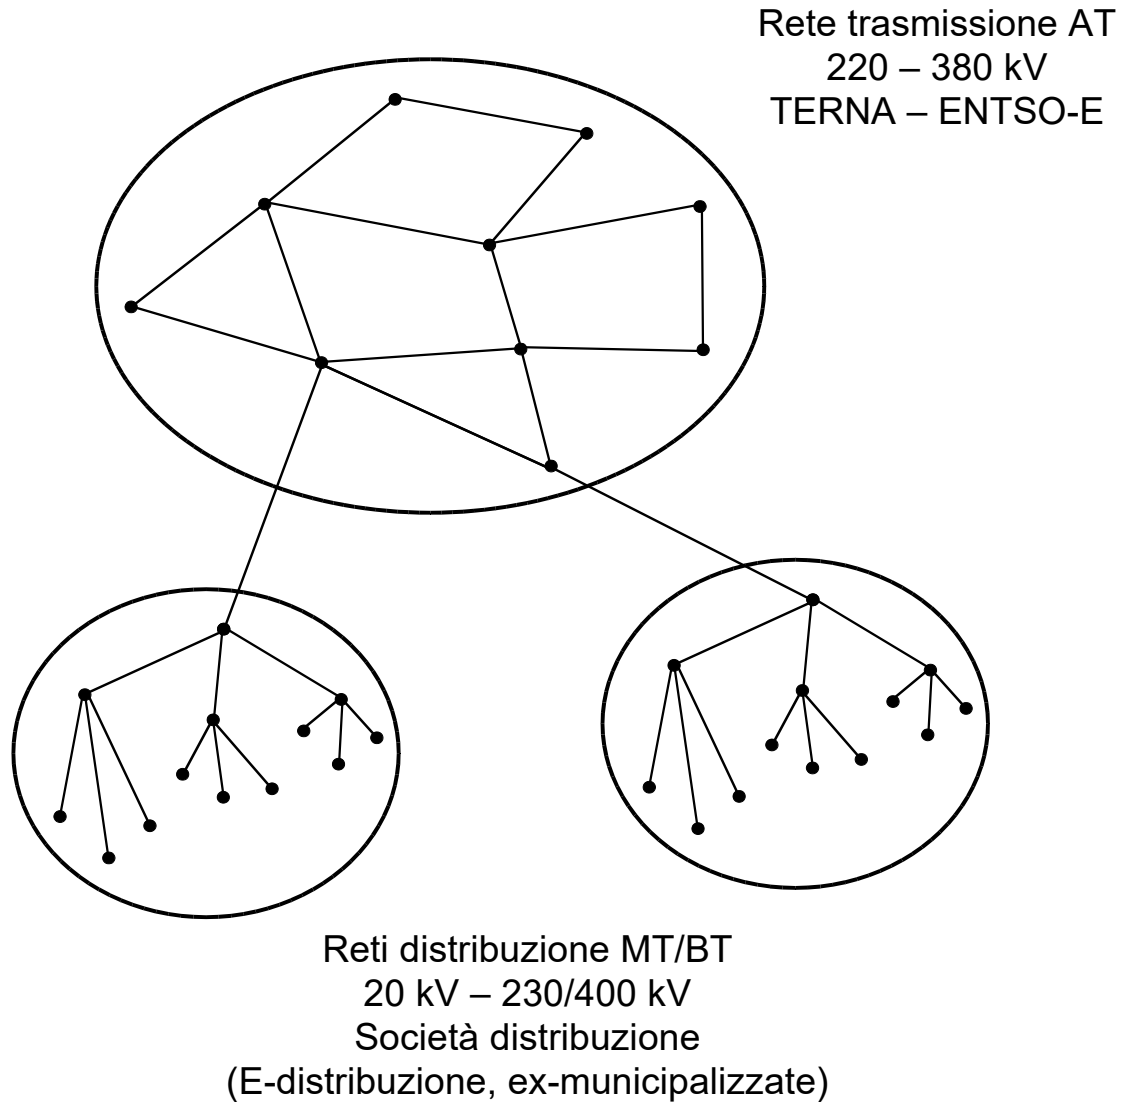 Rete trasmissione AT
220 – 380 kV
TERNA – ENTSO-E
Reti distribuzione MT/BT
20 kV – 230/400 kV
Società distribuzione
(E-distribuzione, ex-municipalizzate)